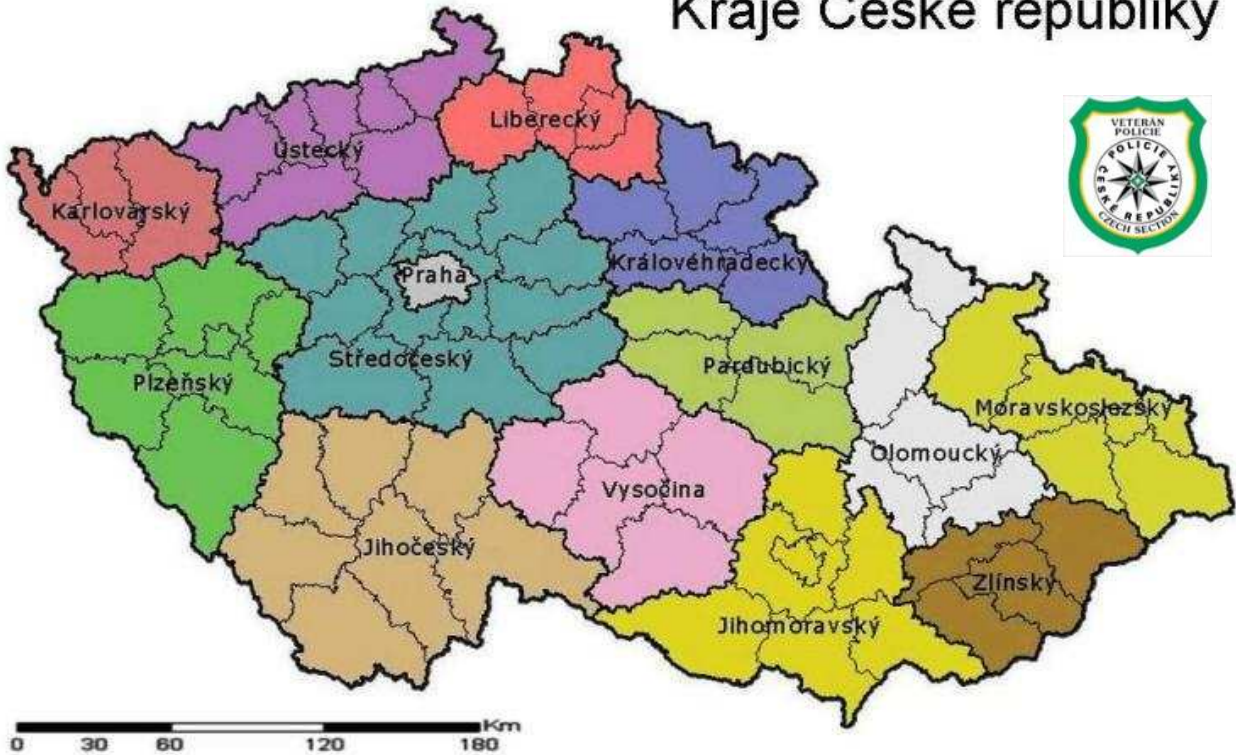 Kraje České republiky
VETERÁN
POLICIE
POLICIE
ČESKÉ REPUBLIKY
CZECH SECTION
Liberecký
Ústecký
Karlovarský
Praha
Královéhradecký
Středočeský
Plzeňský
Pardubický
Moravskoslezský
Olomoucký
Vysočina
Jihočeský
Zlínský
Jihomoravský
Km
0 30 60 120 180